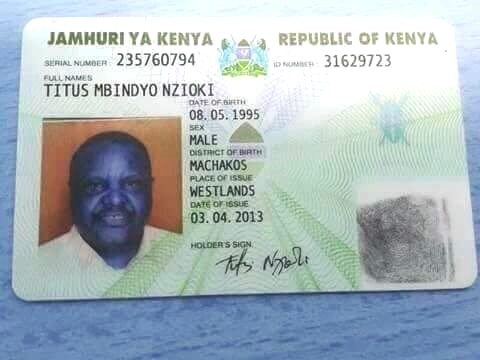 JAMHURI YA KENYA REPUBLIC OF KENYA
SERIAL NUMBER : 235760794 ID NUMBER : 31629723
FULL NAMES
TITUS MBINDYO NZIOKI
DATE OF BIRTH
08.05.1995
SEX
MALE
DISTRICT OF BIRTH
MACHAKOS
PLACE OF ISSUE
WESTLANDS
DATE OF ISSUE
03.04.2013
HOLDER'S SIGN.